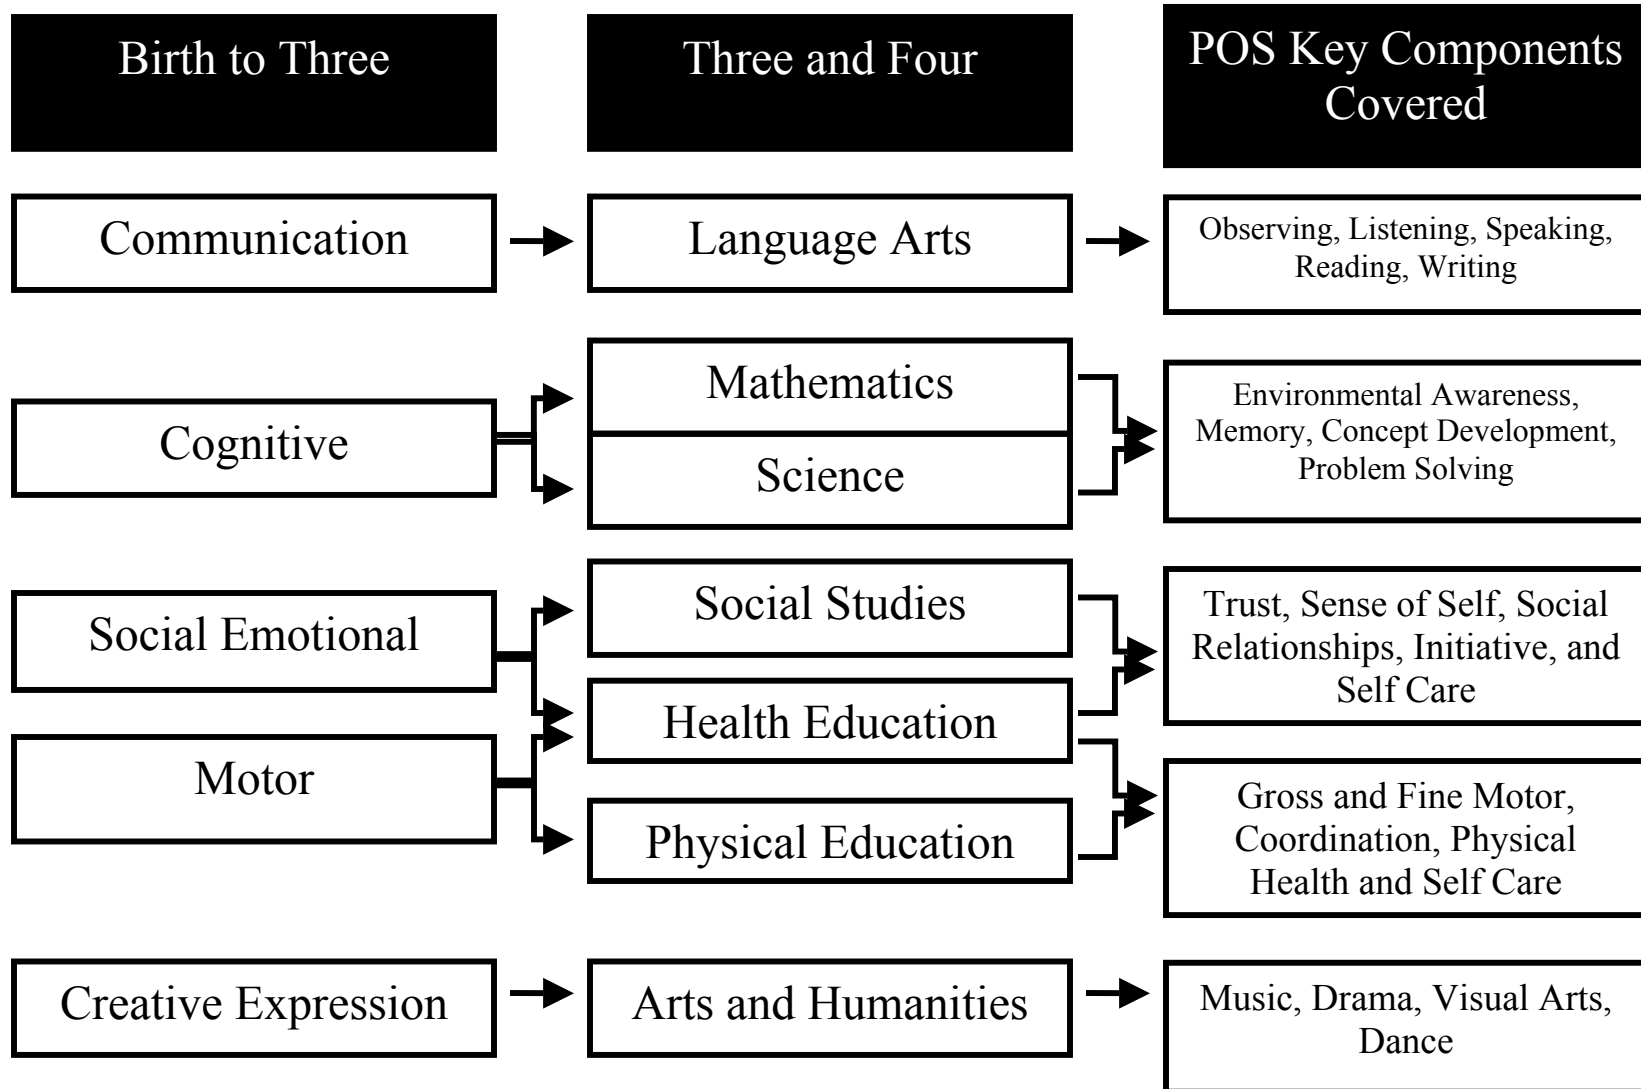 Birth to Three
Three and Four
POS Key Components
Covered
Communication
Language Arts
Observing, Listening, Speaking,
Reading, Writing
Cognitive
Mathematics
Science
Environmental Awareness,
Memory, Concept Development,
Problem Solving
Social Emotional
Social Studies
Health Education
Trust, Sense of Self, Social
Relationships, Initiative, and
Self Care
Motor
Physical Education
Gross and Fine Motor,
Coordination, Physical
Health and Self Care
Creative Expression
Arts and Humanities
Music, Drama, Visual Arts,
Dance